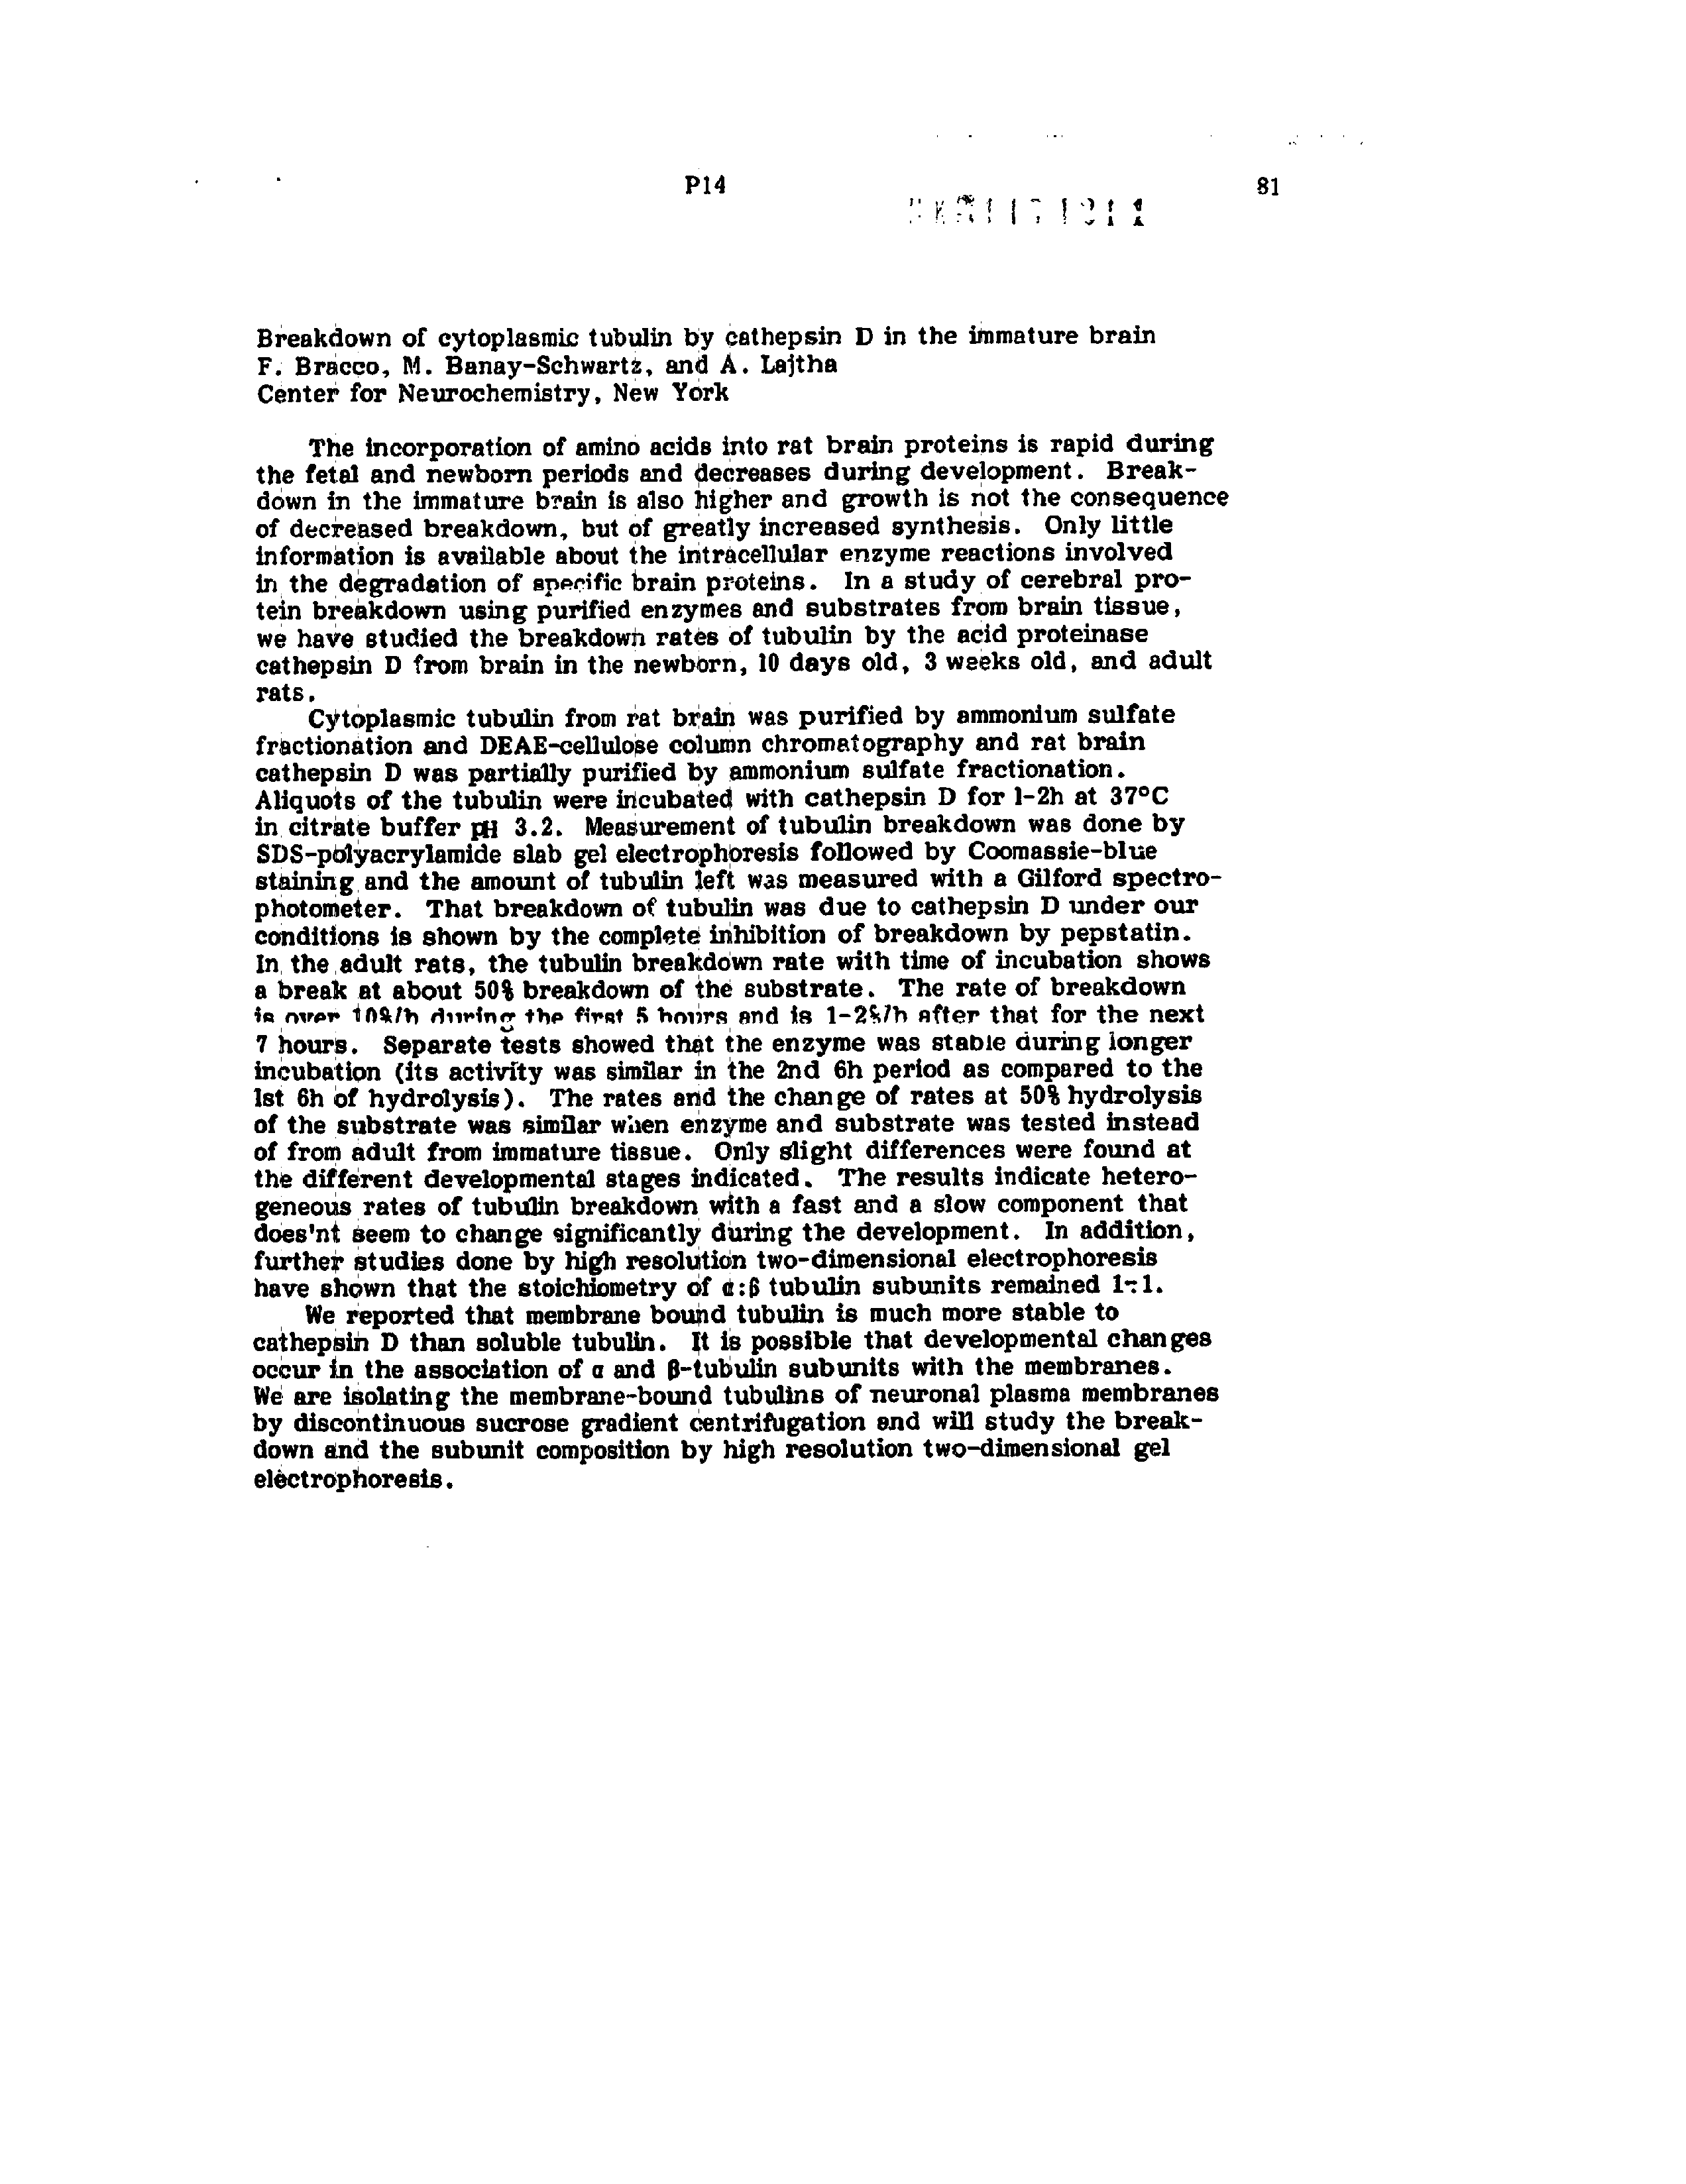 P14
81
Breakdown of cytoplasmic tubulin by cathepsin D in the immature brain
F. Bracco, M. Banay-Schwartz, and A. Lajtha
Center for Neurochemistry, New York
The incorporation of amino acids into rat brain proteins is rapid during
the fetal and newborn periods and decreases during development. Break-
down in the immature brain is also higher and growth is not the consequence
of decreased breakdown, but of greatly increased synthesis. Only little
information is available about the intracellular enzyme reactions involved
in the degradation of specific brain proteins. In a study of cerebral pro-
tein breakdown using purified enzymes and substrates from brain tissue,
we have studied the breakdown rates of tubulin by the acid proteinase
cathepsin D from brain in the newborn, 10 days old, 3 weeks old, and adult
rats.
Cytoplasmic tubulin from rat brain was purified by ammonium sulfate
fractionation and DEAE-cellulose column chromatography and rat brain
cathepsin D was partially purified by ammonium sulfate fractionation.
Aliquots of the tubulin were incubated with cathepsin D for 1-2h at 37°C
in citrate buffer pH 3.2. Measurement of tubulin breakdown was done by
SDS-polyacrylamide slab gel electrophoresis followed by Coomassie-blue
staining and the amount of tubulin left was measured with a Gilford spectro-
photometer. That breakdown of tubulin was due to cathepsin D under our
conditions is shown by the complete inhibition of breakdown by pepstatin.
In the adult rats, the tubulin breakdown rate with time of incubation shows
a break at about 50% breakdown of the substrate. The rate of breakdown
is over 10%/h during the first 5 hours and is 1-2%/h after that for the next
7 hours. Separate tests showed that the enzyme was stable during longer
incubation (its activity was similar in the 2nd 6h period as compared to the
1st 6h of hydrolysis). The rates and the change of rates at 50% hydrolysis
of the substrate was similar when enzyme and substrate was tested instead
of from adult from immature tissue. Only slight differences were found at
the different developmental stages indicated. The results indicate hetero-
geneous rates of tubulin breakdown with a fast and a slow component that
does'nt seem to change significantly during the development. In addition,
further studies done by high resolution two-dimensional electrophoresis
have shown that the stoichiometry of α:β tubulin subunits remained 1:1.
We reported that membrane bound tubulin is much more stable to
cathepsin D than soluble tubulin. It is possible that developmental changes
occur in the association of α and β-tubulin subunits with the membranes.
We are isolating the membrane-bound tubulins of neuronal plasma membranes
by discontinuous sucrose gradient centrifugation and will study the break-
down and the subunit composition by high resolution two-dimensional gel
electrophoresis.